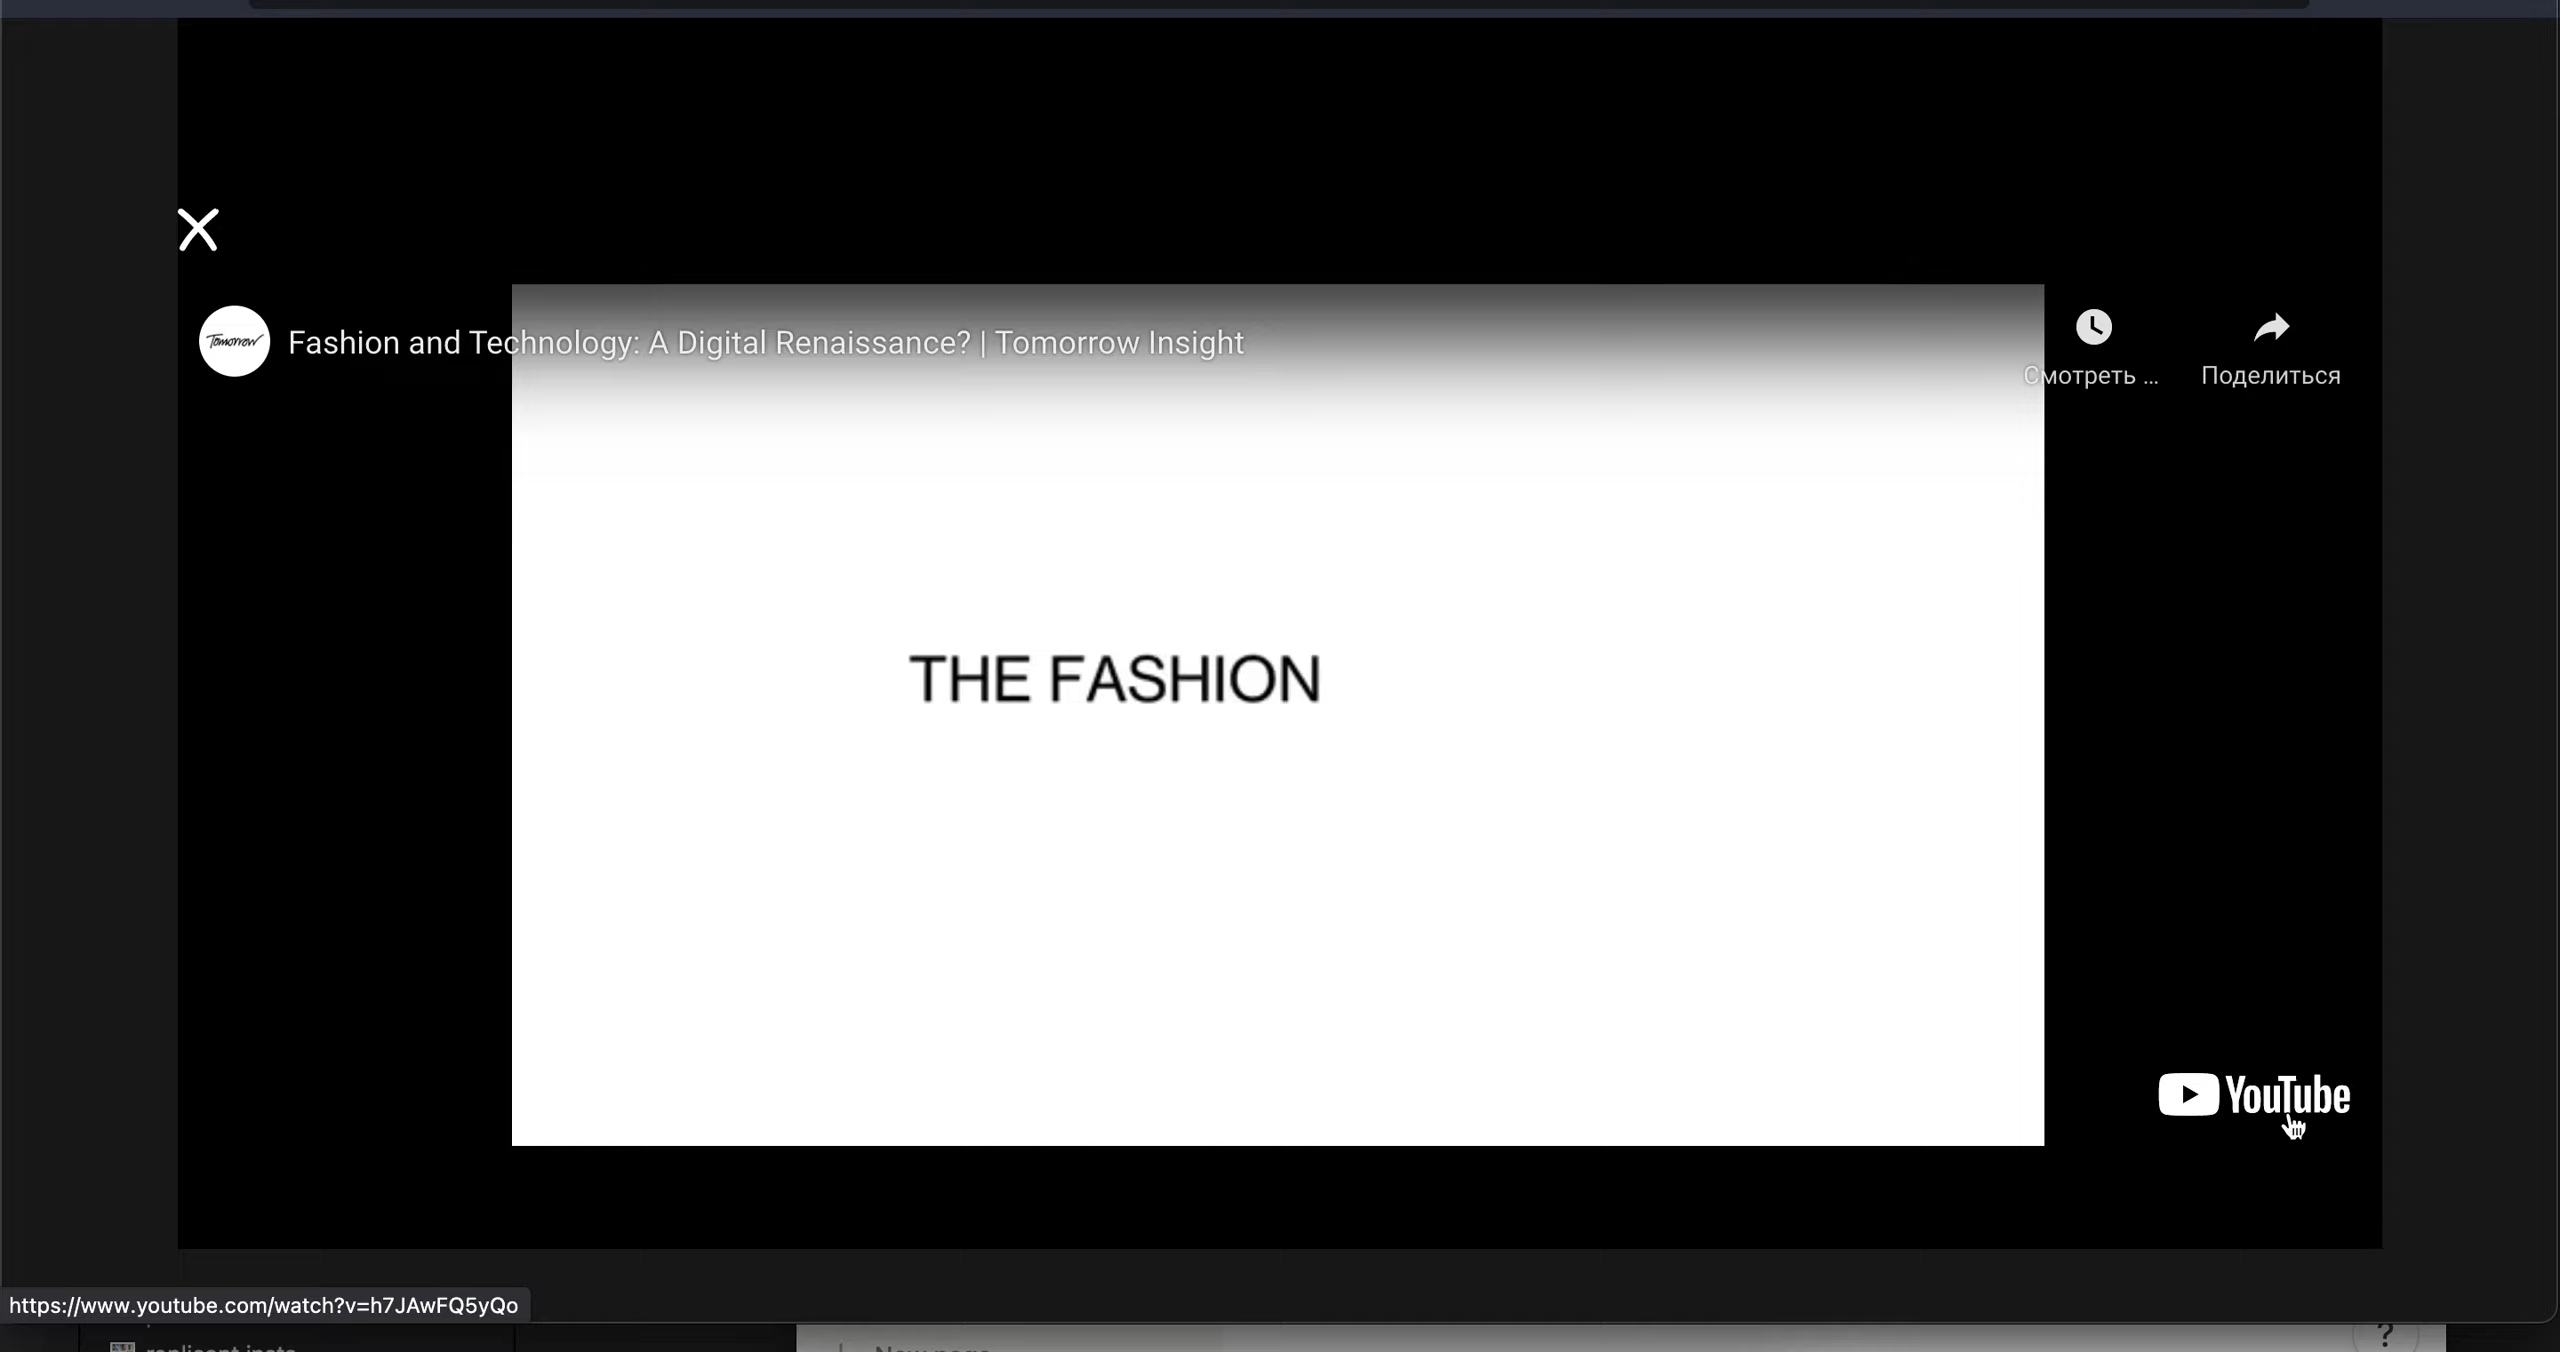 Tomorrow
Fashion and Technology: A Digital Renaissance? | Tomorrow Insight
Смотреть ...
Поделиться
THE FASHION
YouTube
https://www.youtube.com/watch?v=h7JAwFQ5yQo
?